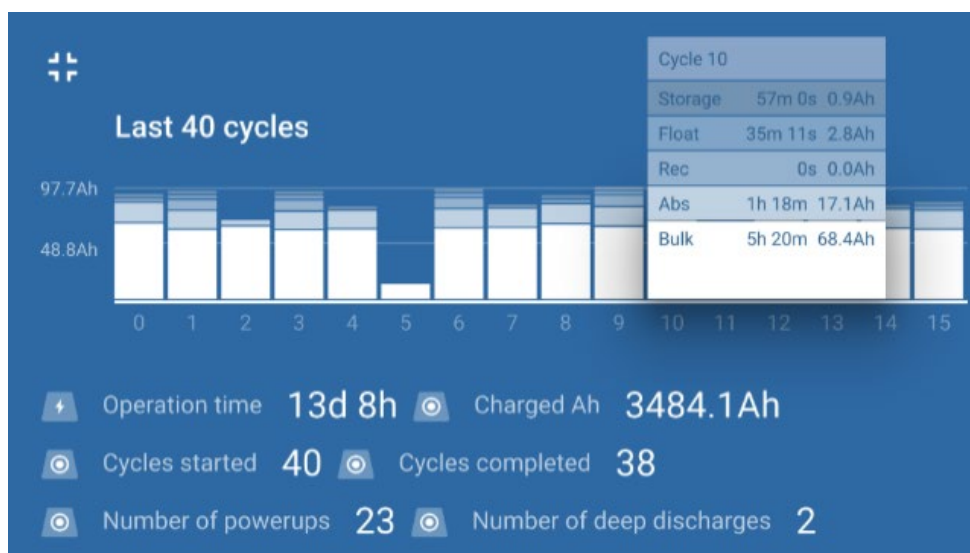 Cycle 10
Storage 57m 0s 0.9Ah
Last 40 cycles
Float 35m 11s 2.8Ah
Rec 0s 0.0Ah
97.7Ah
Abs 1h 18m 17.1Ah
Bulk 5h 20m 68.4Ah
48.8Ah
0 1 2 3 4 5 6 7 8 9 10 11 12 13 14 15
Operation time 13d 8h Charged Ah 3484.1Ah
Cycles started 40 Cycles completed 38
Number of powerups 23 Number of deep discharges 2